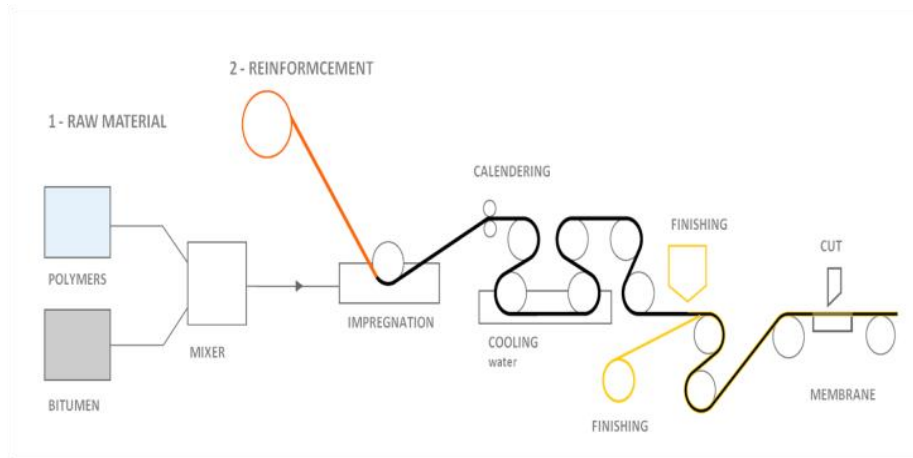 2 - REINFORMCEMENT
1 - RAW MATERIAL
CALENDERING
FINISHING
CUT
POLYMERS
IMPREGNATION
MIXER
COOLING
water
BITUMEN
FINISHING
MEMBRANE